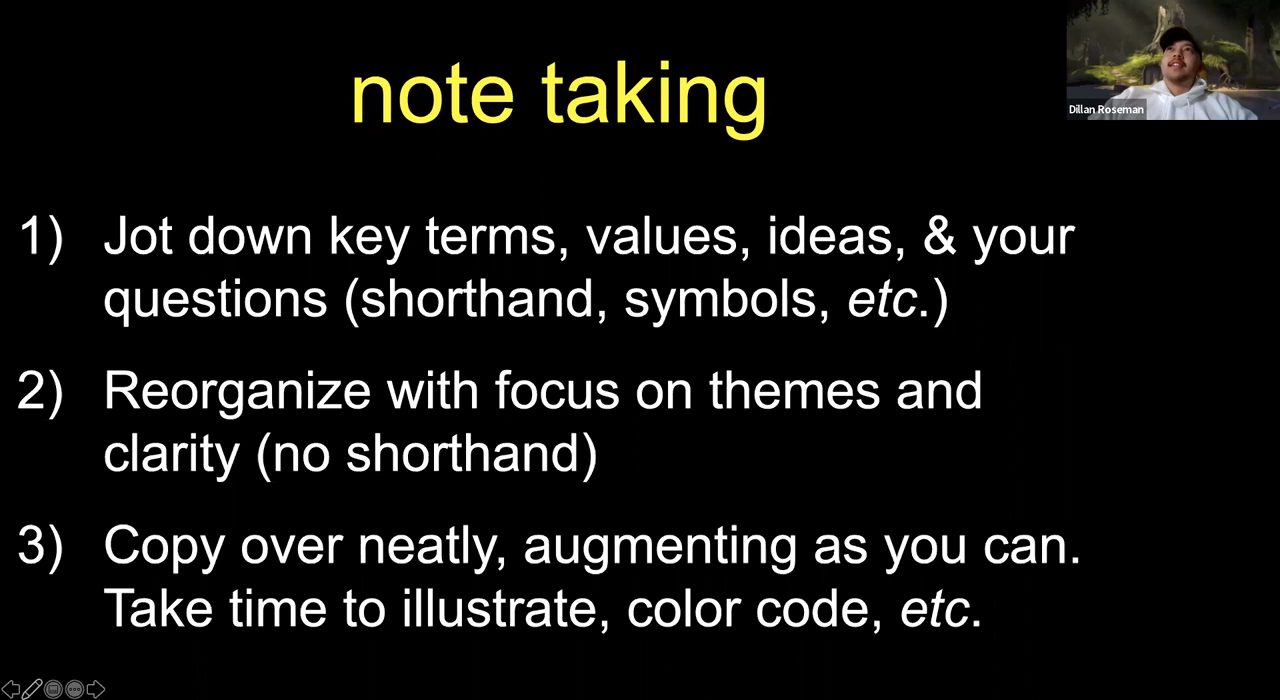 note taking
Dillan Roseman
1) Jot down key terms, values, ideas, & your
questions (shorthand, symbols, etc.)
2) Reorganize with focus on themes and
clarity (no shorthand)
3) Copy over neatly, augmenting as you can.
Take time to illustrate, color code, etc.